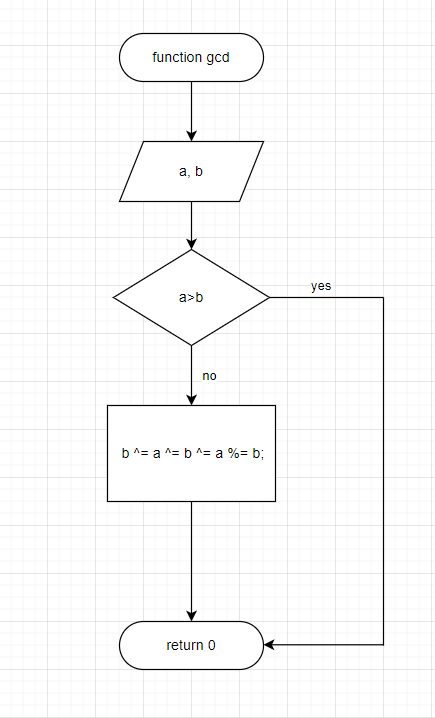 function gcd
a, b
a>b
yes
no
b ^= a ^= b ^= a %= b;
return 0